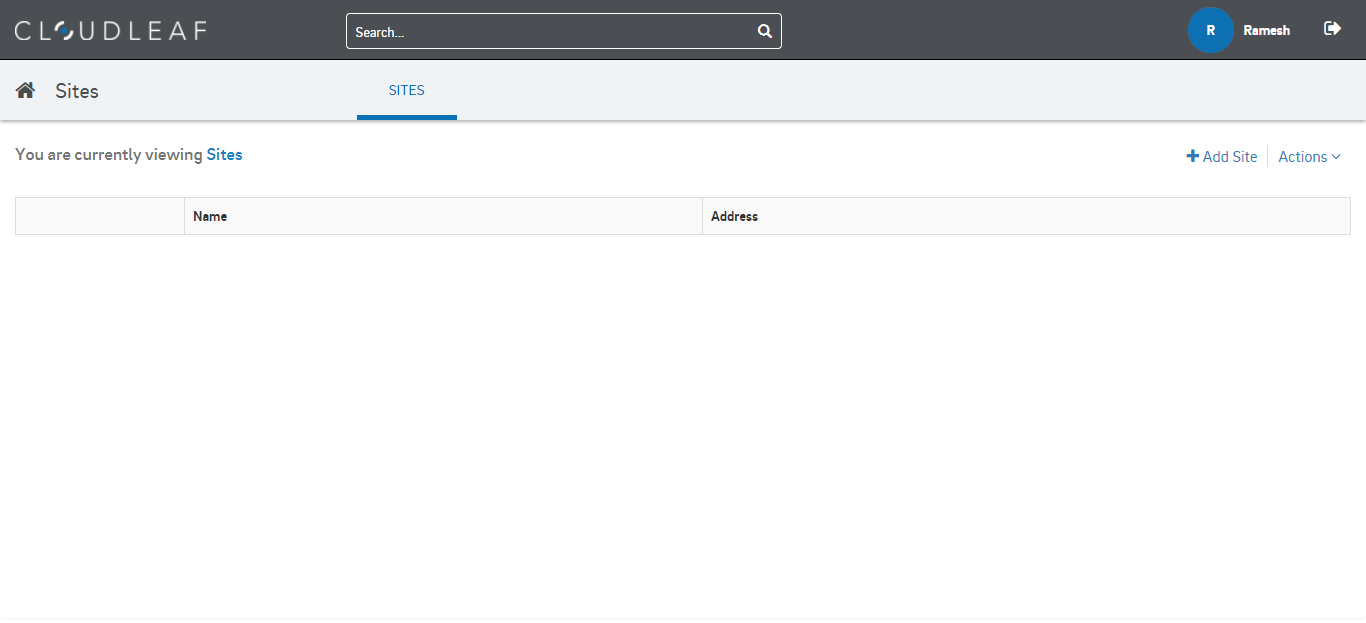 CLOUDLEAF
Search...
R
Ramesh
Sites
SITES
You are currently viewing Sites
Add Site
Actions
Name
Address